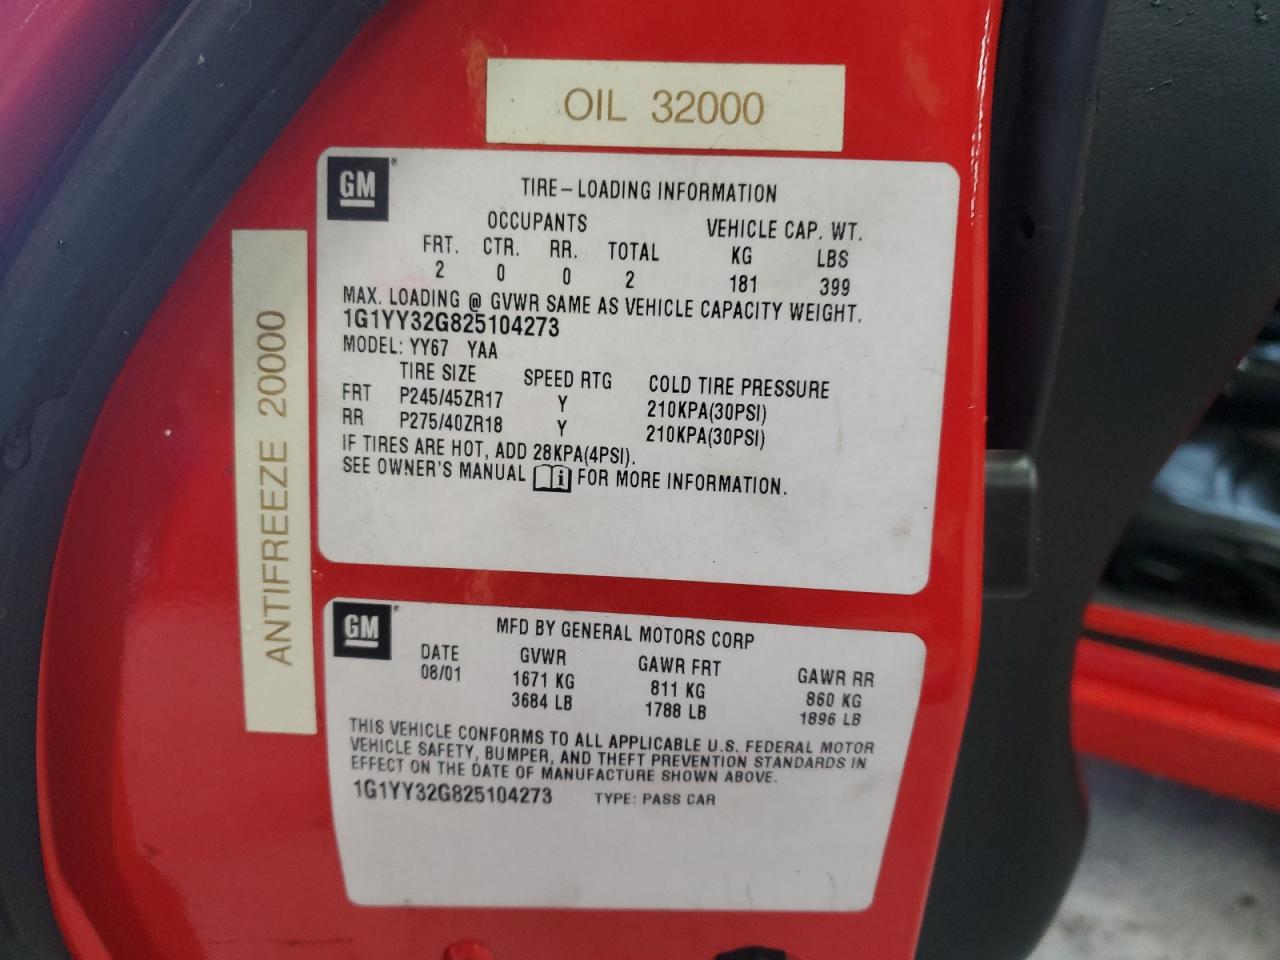 OIL 32000
ANTIFREEZE 20000
GM®
TIRE-LOADING INFORMATION
OCCUPANTS VEHICLE CAP. WT.
FRT. CTR. RR. TOTAL KG LBS
2 0 0 2 181 399
MAX. LOADING @ GVWR SAME AS VEHICLE CAPACITY WEIGHT.
1G1YY32G825104273
MODEL: YY67 YAA
TIRE SIZE SPEED RTG COLD TIRE PRESSURE
FRT P245/45ZR17 Y 210KPA(30PSI)
RR P275/40ZR18 Y 210KPA(30PSI)
IF TIRES ARE HOT, ADD 28KPA(4PSI).
SEE OWNER'S MANUAL i FOR MORE INFORMATION.
GM®
MFD BY GENERAL MOTORS CORP
DATE GVWR GAWR FRT GAWR RR
08/01 1671 KG 811 KG 860 KG
3684 LB 1788 LB 1896 LB
THIS VEHICLE CONFORMS TO ALL APPLICABLE U.S. FEDERAL MOTOR
VEHICLE SAFETY, BUMPER, AND THEFT PREVENTION STANDARDS IN
EFFECT ON THE DATE OF MANUFACTURE SHOWN ABOVE.
1G1YY32G825104273 TYPE: PASS CAR